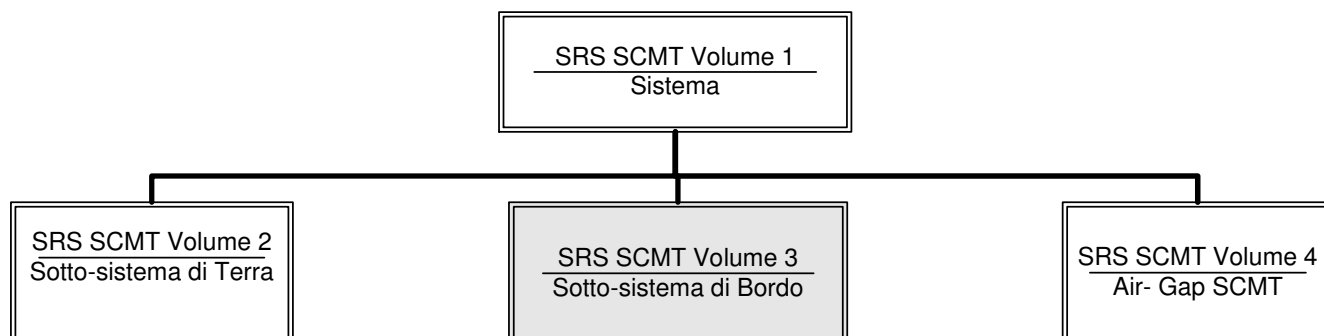 SRS SCMT Volume 1
Sistema
SRS SCMT Volume 2
Sotto-sistema di Terra
SRS SCMT Volume 3
Sotto-sistema di Bordo
SRS SCMT Volume 4
Air- Gap SCMT